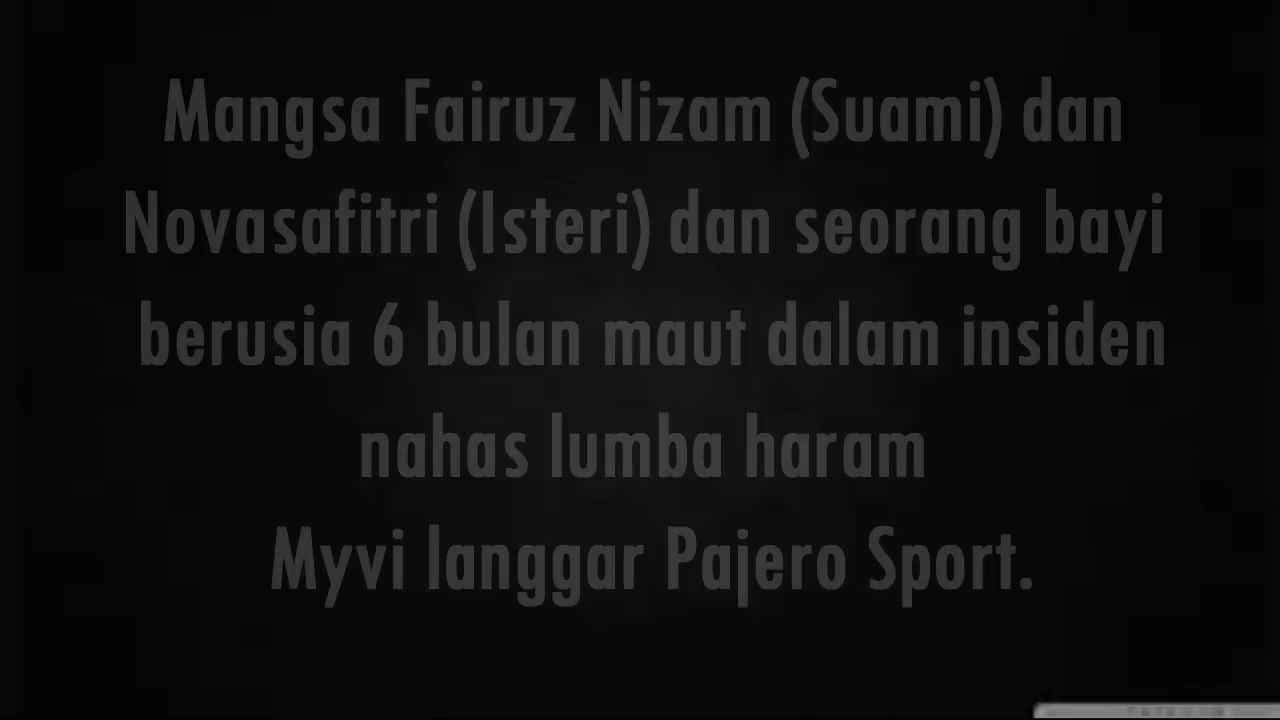 Mangsa Fairuz Nizam (Suami) dan
Novasafitri (Isteri) dan seorang bayi
berusia 6 bulan maut dalam insiden
nahas lumba haram
Myvi langgar Pajero Sport.